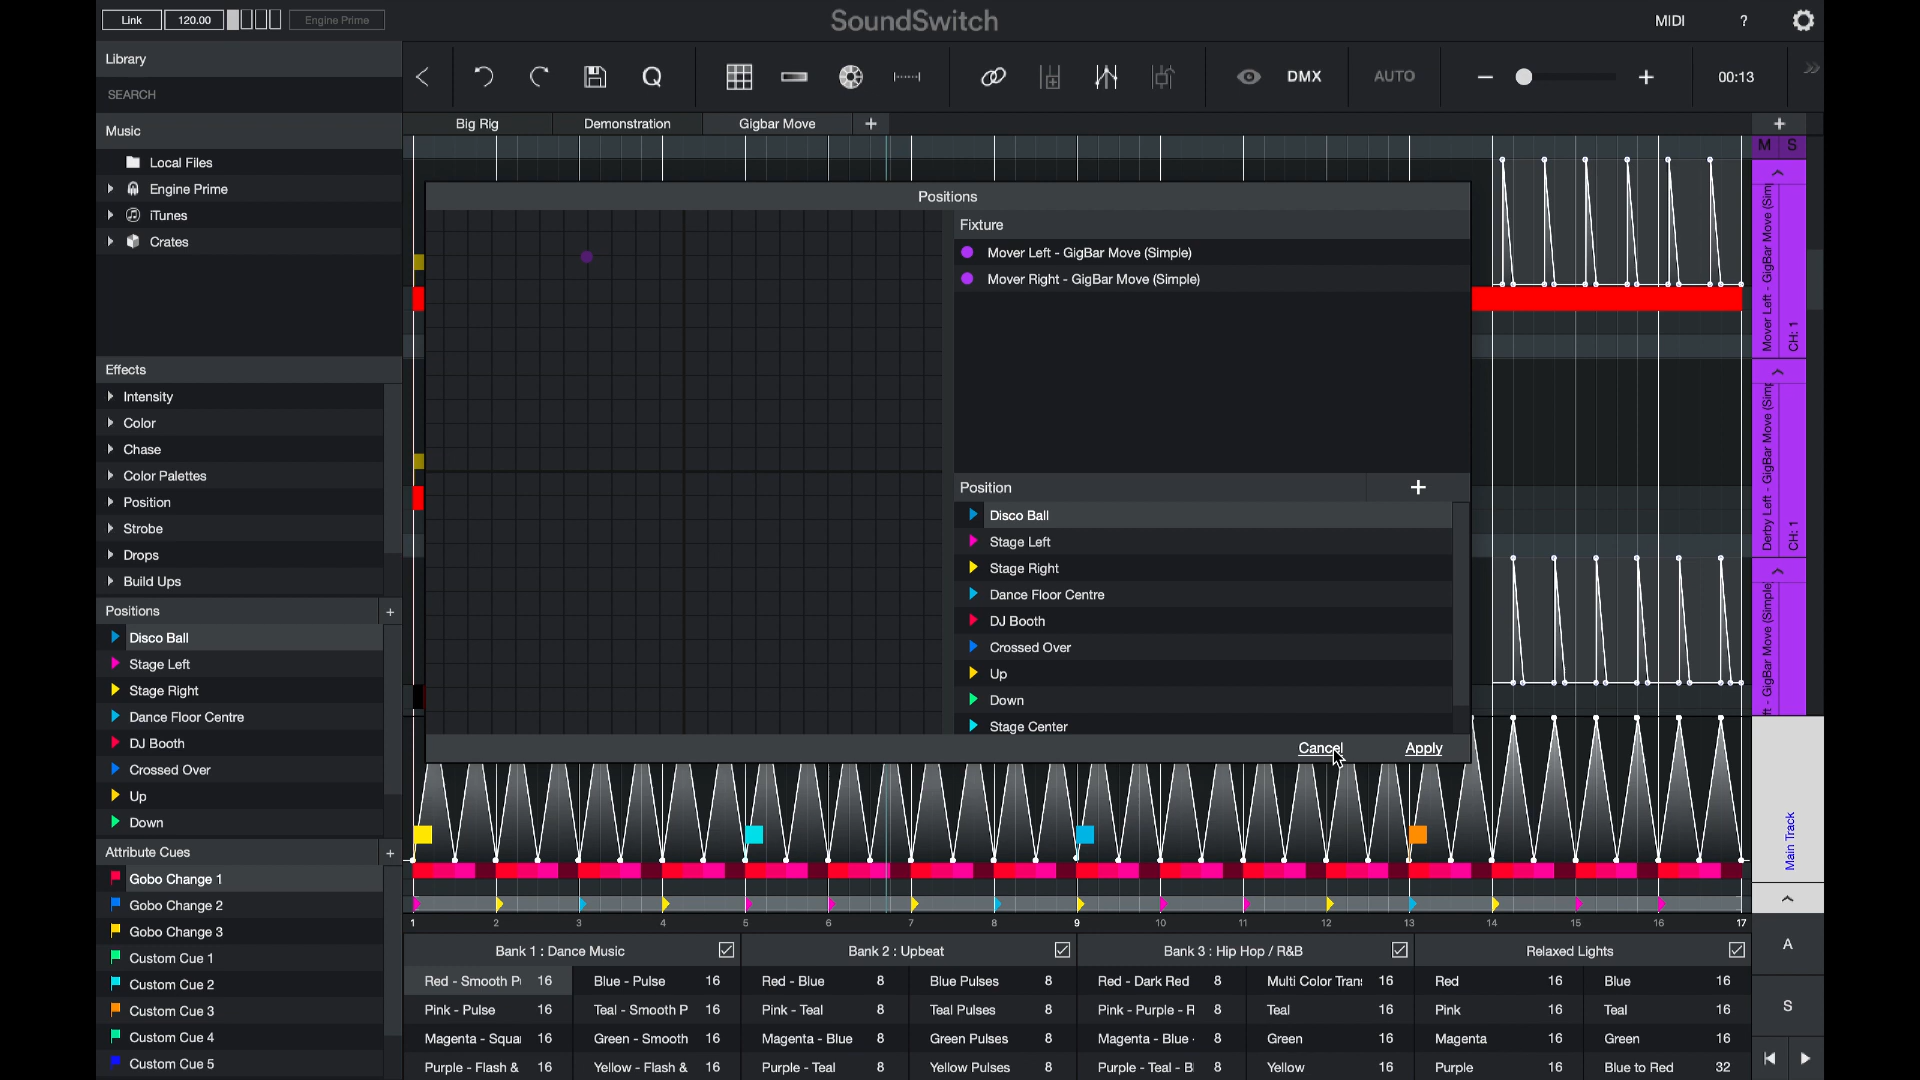 Link
120.00
Engine Prime
SoundSwitch
MIDI
?
Library
SEARCH
Q
DMX
AUTO
00:13
Music
Local Files
Engine Prime
iTunes
Crates
Big Rig
Demonstration
Gigbar Move
+
+
M S
Positions
Fixture
Mover Left - GigBar Move (Simple)
Mover Right - GigBar Move (Simple)
Position
+
Disco Ball
Stage Left
Stage Right
Dance Floor Centre
DJ Booth
Crossed Over
Up
Down
Stage Center
Cancel
Apply
Mover Left - GigBar Move (Sim
CH: 1
Derby Left - GigBar Move (Simp
CH: 1
ft - GigBar Move (Simple)
Main Track
Effects
Intensity
Color
Chase
Color Palettes
Position
Strobe
Drops
Build Ups
Positions +
Disco Ball
Stage Left
Stage Right
Dance Floor Centre
DJ Booth
Crossed Over
Up
Down
Attribute Cues +
Gobo Change 1
Gobo Change 2
Gobo Change 3
Custom Cue 1
Custom Cue 2
Custom Cue 3
Custom Cue 4
Custom Cue 5
1 2 3 4 5 6 7 8 9 10 11 12 13 14 15 16 17
Bank 1 : Dance Music
Bank 2 : Upbeat
Bank 3 : Hip Hop / R&B
Relaxed Lights
A
Red - Smooth P 16 Blue - Pulse 16 Red - Blue 8 Blue Pulses 8 Red - Dark Red 8 Multi Color Tran 16 Red 16 Blue 16
Pink - Pulse 16 Teal - Smooth P 16 Pink - Teal 8 Teal Pulses 8 Pink - Purple - R 8 Teal 16 Pink 16 Teal 16
S
Magenta - Squa 16 Green - Smooth 16 Magenta - Blue 8 Green Pulses 8 Magenta - Blue - 8 Green 16 Magenta 16 Green 16
Purple - Flash & 16 Yellow - Flash & 16 Purple - Teal 8 Yellow Pulses 8 Purple - Teal - B 8 Yellow 16 Purple 16 Blue to Red 32